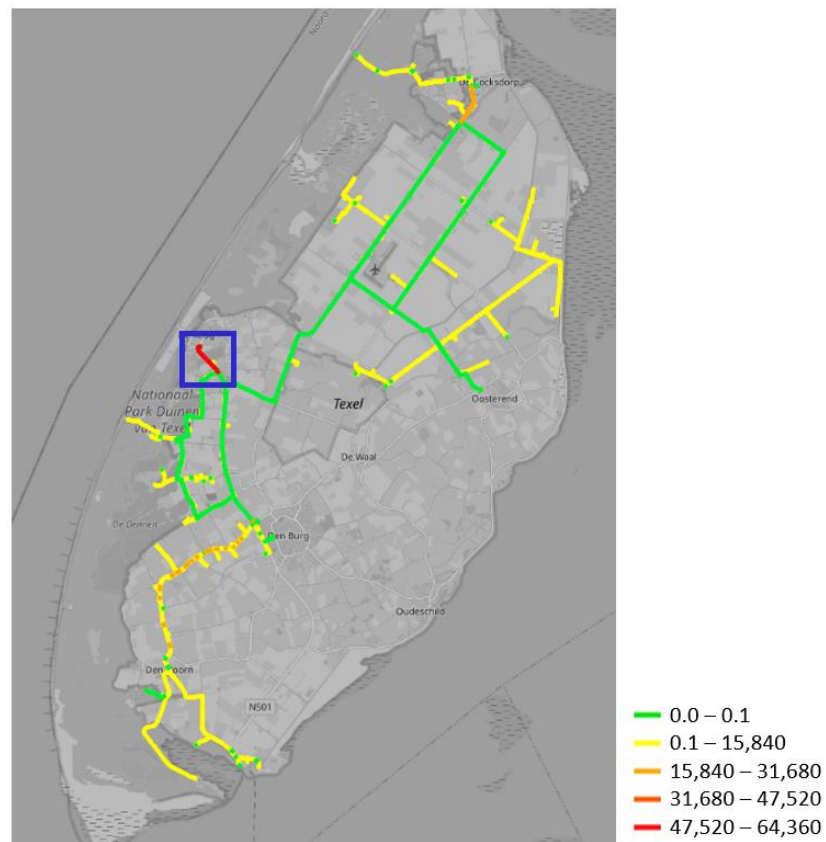 Noord
De Cocksdorp
Nationaal
Park Duinen
van Texel
Texel
Oosterend
De Waal
De Dennen
Den Burg
Oudeschild
Den Hoorn
N501
0.0 – 0.1
0.1 – 15,840
15,840 – 31,680
31,680 – 47,520
47,520 – 64,360